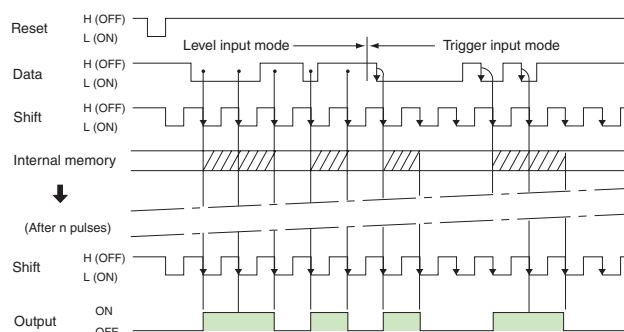 Reset
H (OFF)
L (ON)
Level input mode
Trigger input mode
Data
H (OFF)
L (ON)
Shift
H (OFF)
L (ON)
Internal memory
(After n pulses)
Shift
H (OFF)
L (ON)
Output
ON
OFF